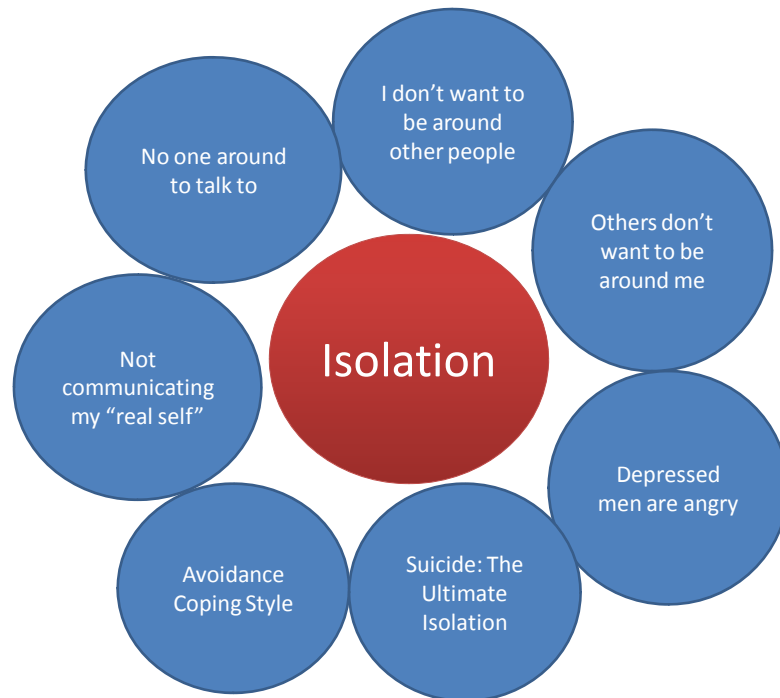 I don’t want to
be around
other people
No one around
to talk to
Others don’t
want to be
around me
Isolation
Not
communicating
my “real self”
Depressed
men are angry
Avoidance
Coping Style
Suicide: The
Ultimate
Isolation